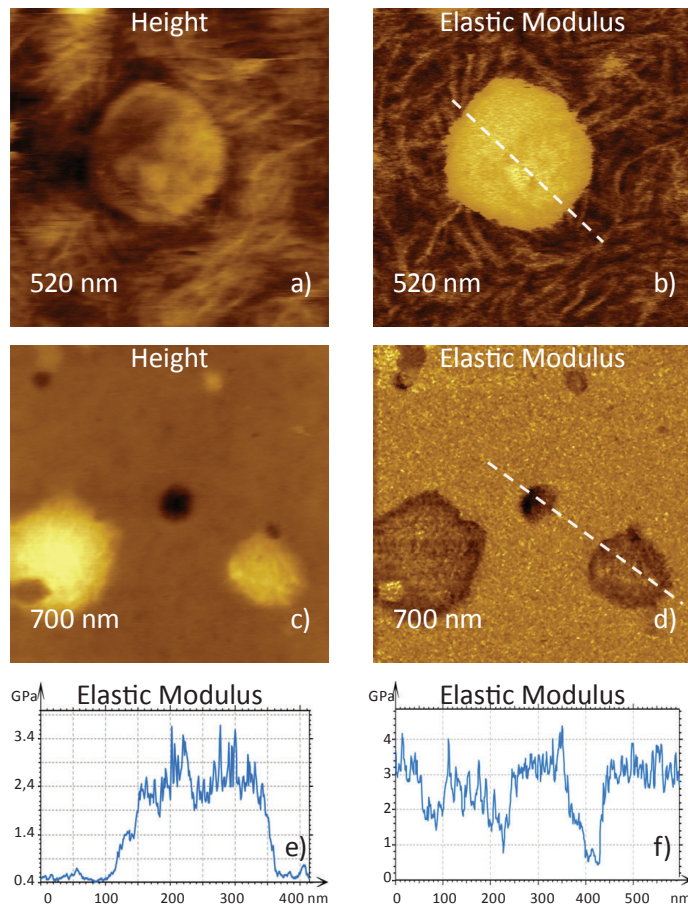 Height
Elastic Modulus
520 nm
a)
520 nm
b)
Height
Elastic Modulus
700 nm
c)
700 nm
d)
GPa
Elastic Modulus
3.4
2.4
1.4
0.4
e)
0
100
200
300
400 nm
GPa
Elastic Modulus
4
3
2
1
0
f)
0
100
200
300
400
500
nm